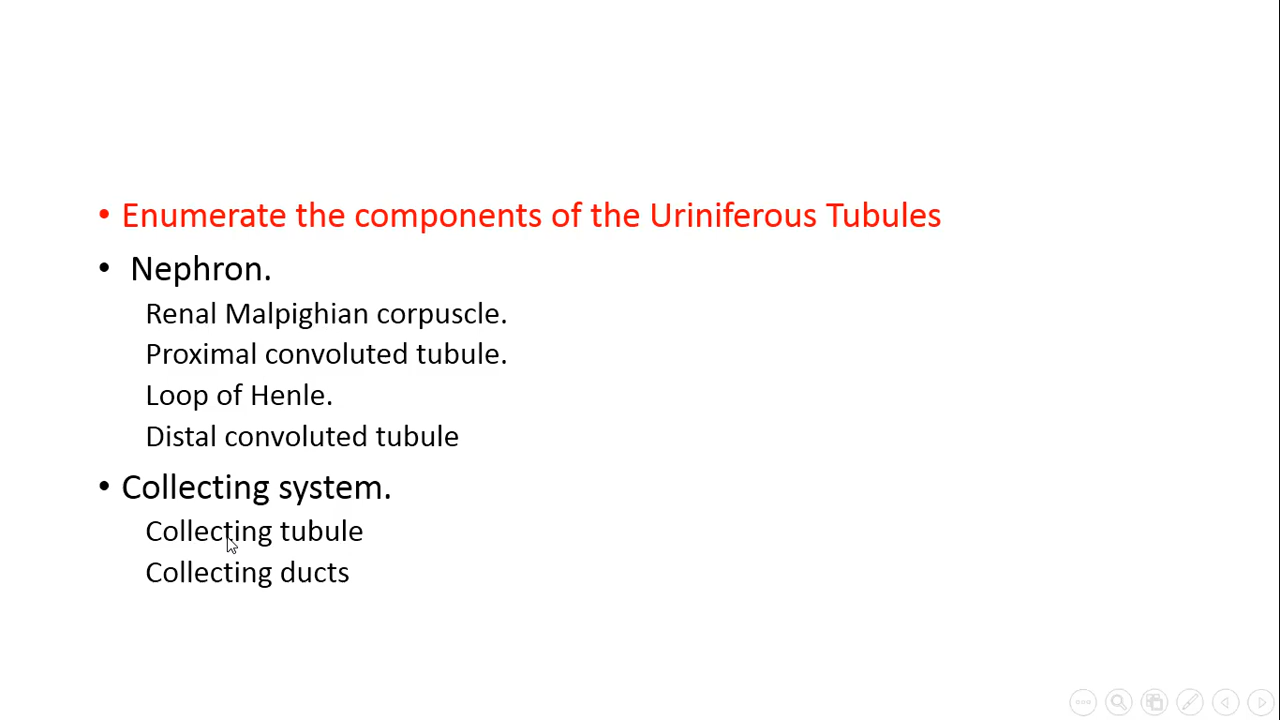 • Enumerate the components of the Uriniferous Tubules
• Nephron.
Renal Malpighian corpuscle.
Proximal convoluted tubule.
Loop of Henle.
Distal convoluted tubule
• Collecting system.
Collecting tubule
Collecting ducts